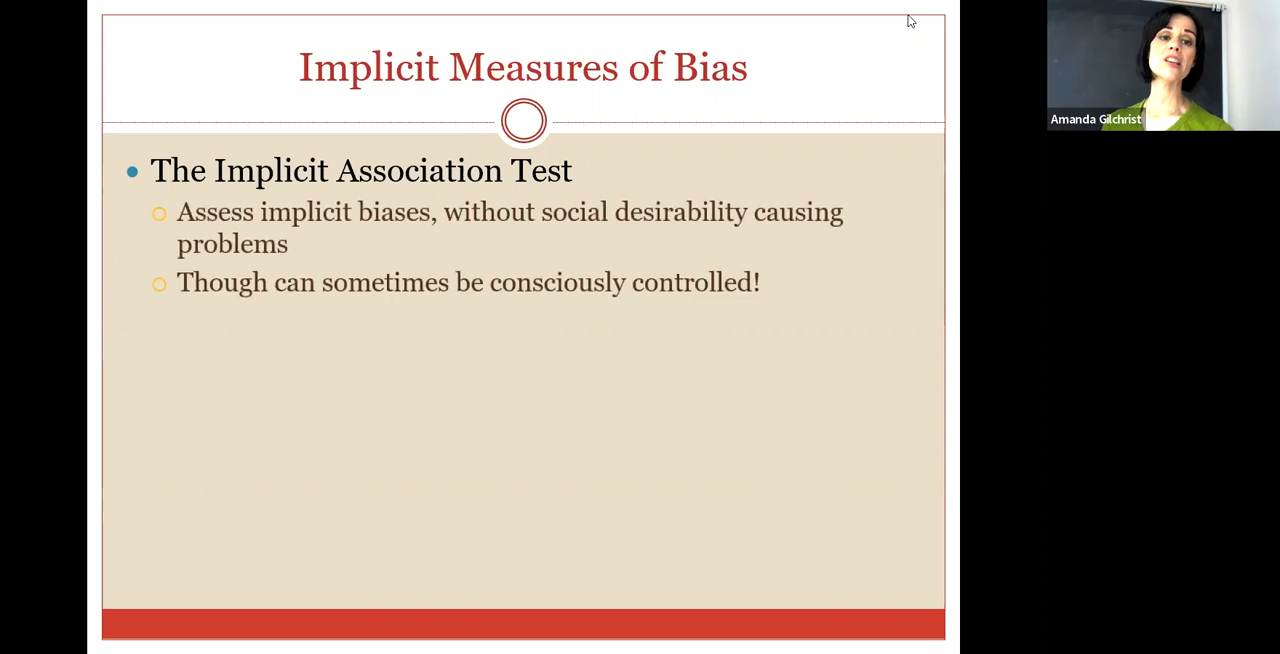 Implicit Measures of Bias
The Implicit Association Test
Assess implicit biases, without social desirability causing
problems
Though can sometimes be consciously controlled!
Amanda Gilchrist